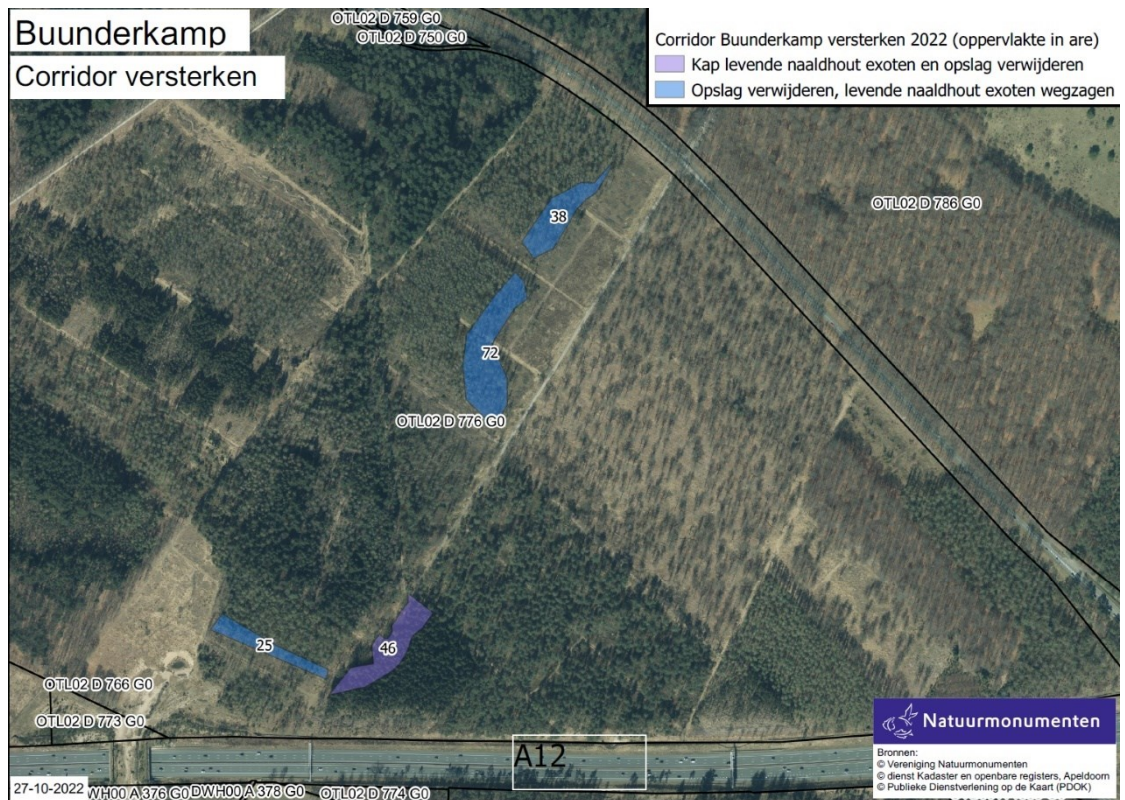 Buunderkamp
Corridor versterken
OTL02 D 759 G0
OTL02 D 750 G0
Corridor Buunderkamp versterken 2022 (oppervlakte in are)
Kap levende naaldhout exoten en opslag verwijderen
Opslag verwijderen, levende naaldhout exoten wegzagen
38
OTL02 D 786 G0
72
OTL02 D 776 G0
25
46
OTL02 D 766 G0
OTL02 D 773 G0
A12
Natuurmonumenten
Bronnen:
© Vereniging Natuurmonumenten
© dienst Kadaster en openbare registers, Apeldoorn
© Publieke Dienstverlening op de Kaart (PDOK)
27-10-2022
WH00 A 376 G0
DWH00 A 378 G0
OTL02 D 774 G0